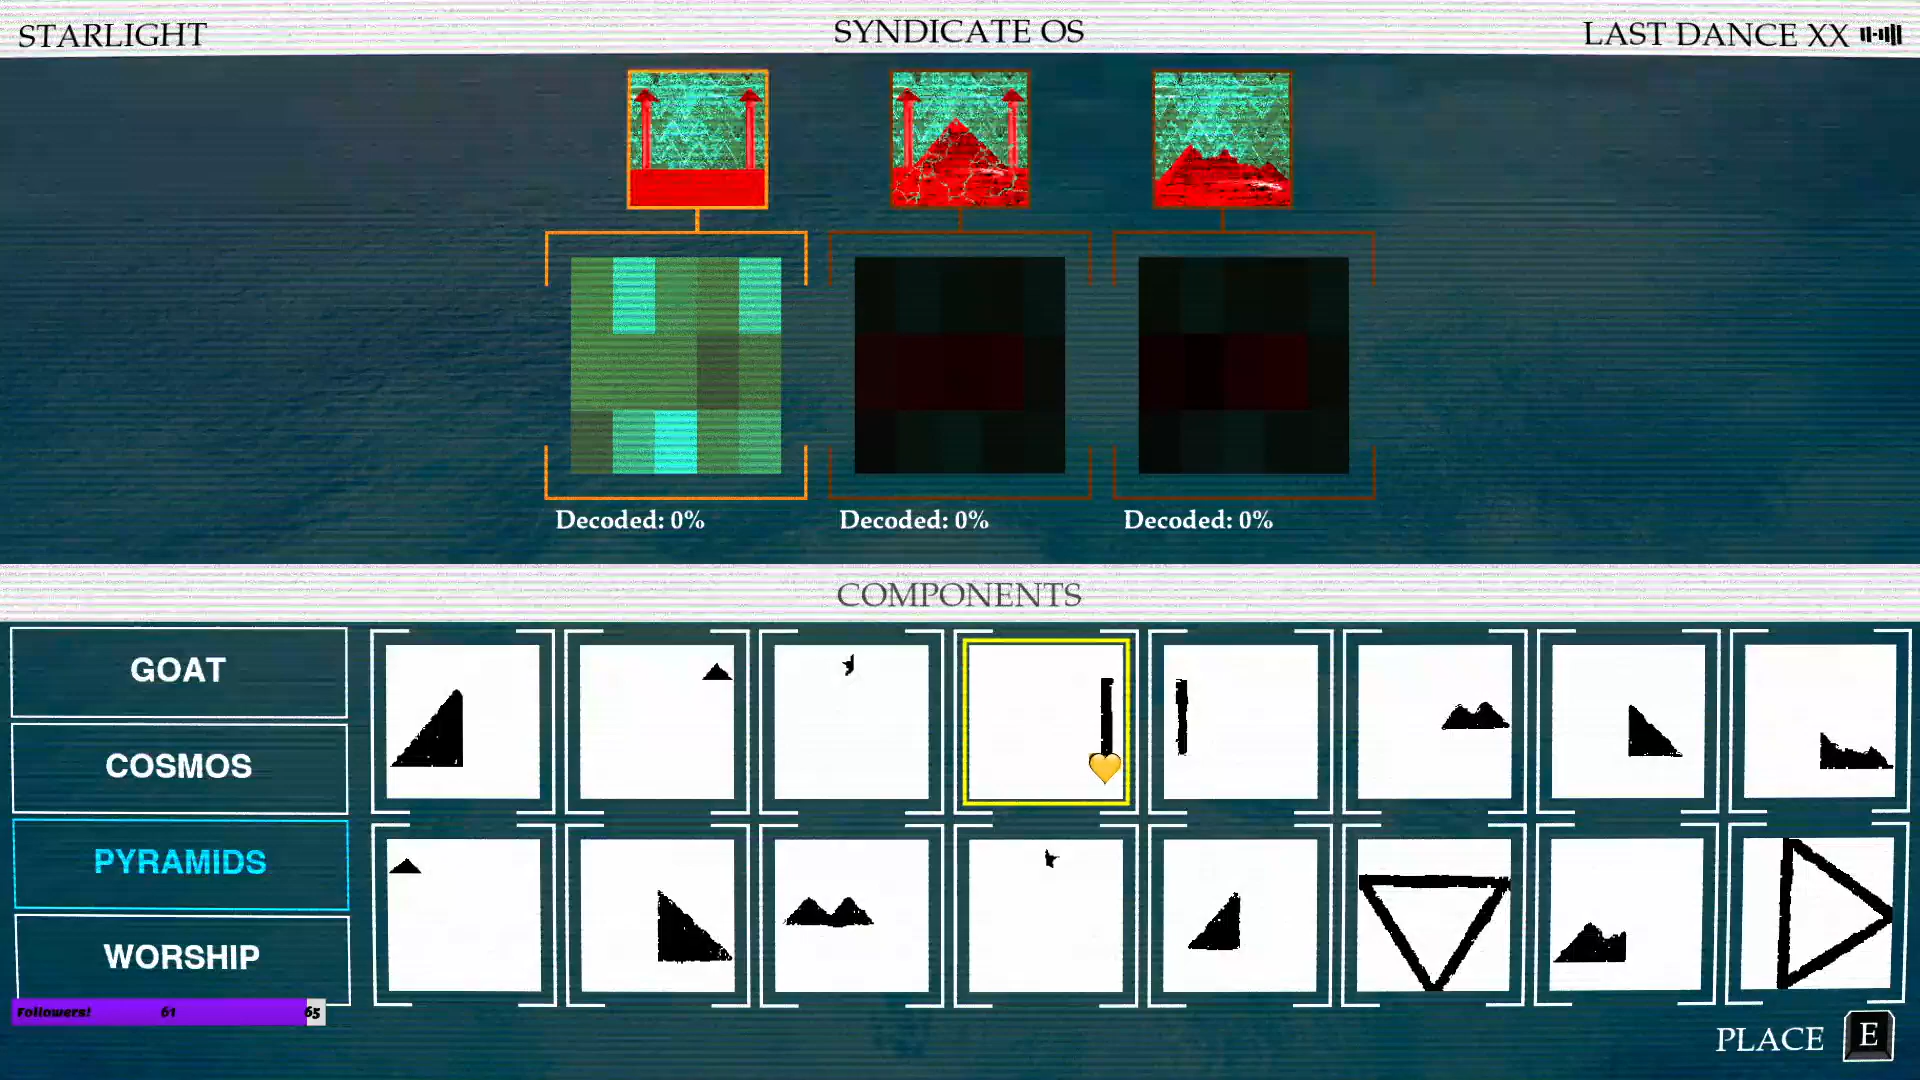 STARLIGHT
SYNDICATE OS
LAST DANCE XX
Decoded: 0%
Decoded: 0%
Decoded: 0%
COMPONENTS
GOAT
COSMOS
PYRAMIDS
WORSHIP
Followers! 61 65
PLACE E